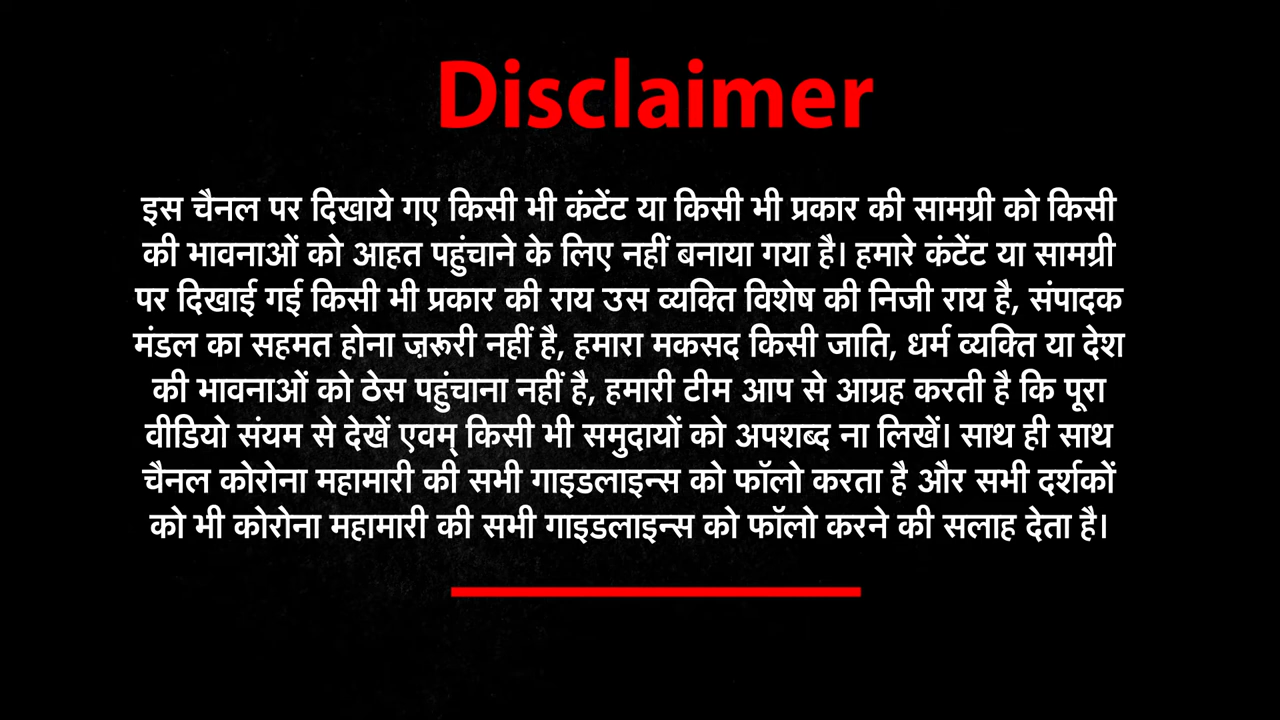 Disclaimer
इस चैनल पर दिखाये गए किसी भी कंटेंट या किसी भी प्रकार की सामग्री को किसी
की भावनाओं को आहत पहुंचाने के लिए नहीं बनाया गया है। हमारे कंटेंट या सामग्री
पर दिखाई गई किसी भी प्रकार की राय उस व्यक्ति विशेष की निजी राय है, संपादक
मंडल का सहमत होना ज़रूरी नहीं है, हमारा मकसद किसी जाति, धर्म व्यक्ति या देश
की भावनाओं को ठेस पहुंचाना नहीं है, हमारी टीम आप से आग्रह करती है कि पूरा
वीडियो संयम से देखें एवम् किसी भी समुदायों को अपशब्द ना लिखें। साथ ही साथ
चैनल कोरोना महामारी की सभी गाइडलाइन्स को फॉलो करता है और सभी दर्शकों
को भी कोरोना महामारी की सभी गाइडलाइन्स को फॉलो करने की सलाह देता है।